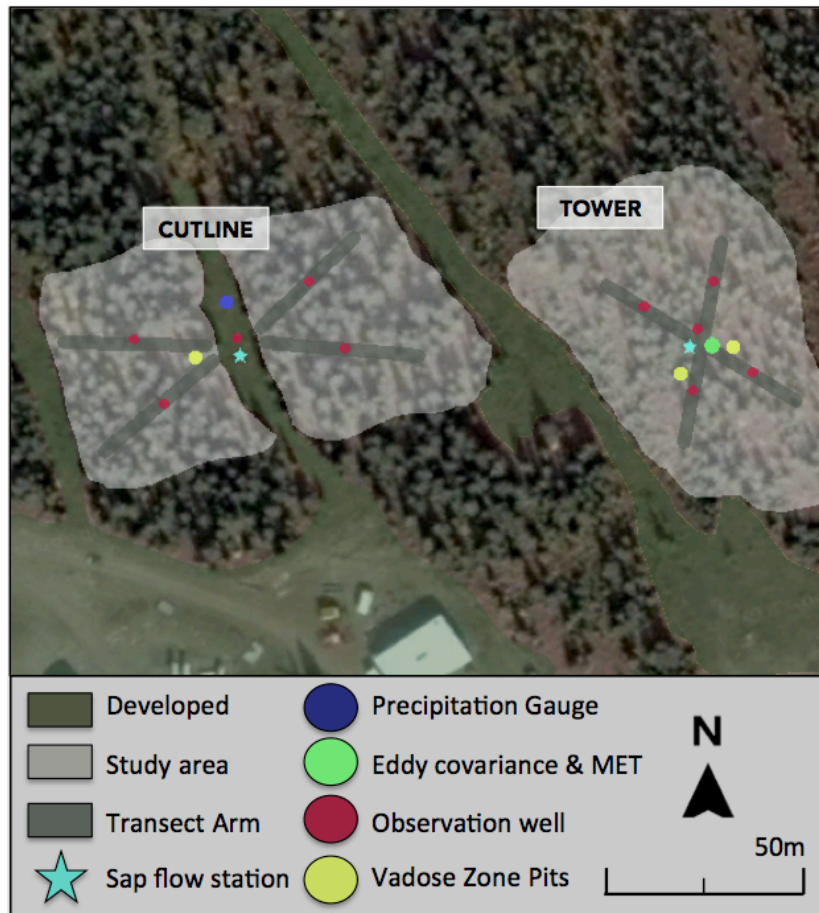 CUTLINE
TOWER
Developed
Study area
Transect Arm
Sap flow station
Precipitation Gauge
Eddy covariance & MET
Observation well
Vadose Zone Pits
N
50m